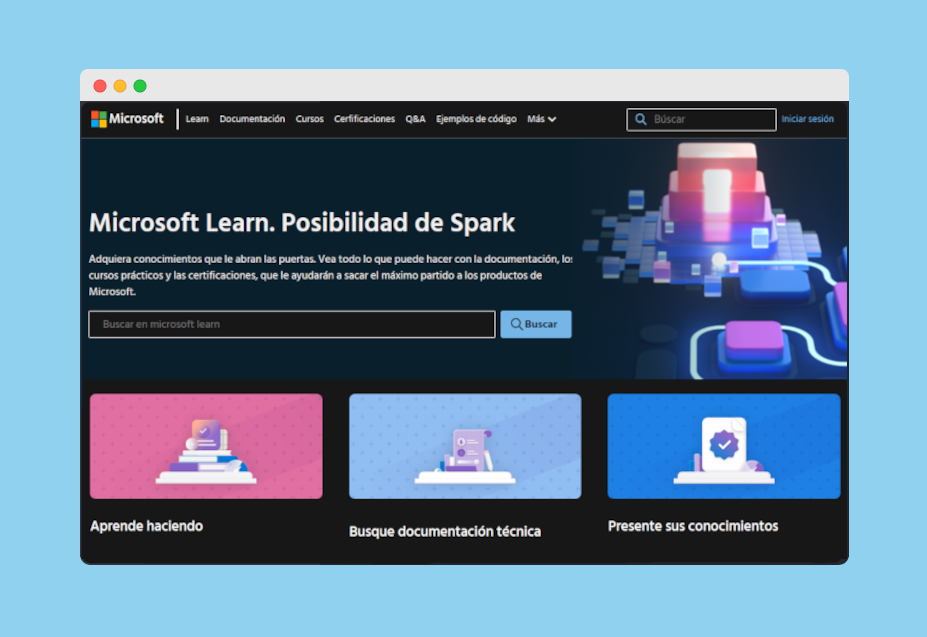 Microsoft
Learn Documentación Cursos Cerfificaciones Q&A Ejemplos de código Más
Búscar
Iniciar sesión
Microsoft Learn. Posibilidad de Spark
Adquiera conocimientos que le abran las puertas. Vea todo lo que puede hacer con la documentación, los
cursos prácticos y las certificaciones, que le ayudarán a sacar el máximo partido a los productos de
Microsoft.
Buscar en microsoft learn
Buscar
Aprende haciendo
Busque documentación técnica
Presente sus conocimientos